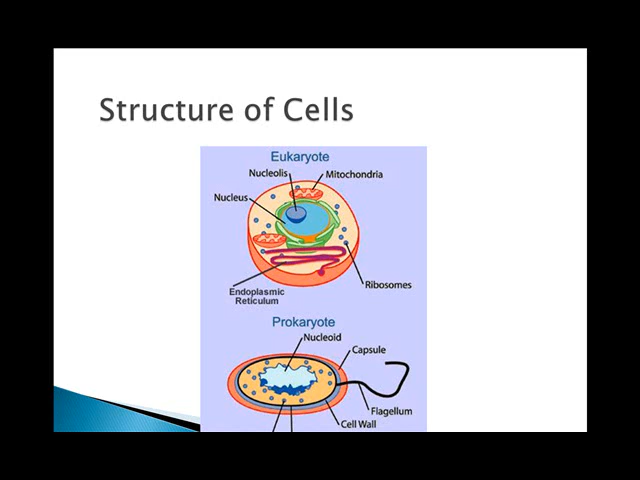 Structure of Cells
Eukaryote
Nucleolis
Mitochondria
Nucleus
Ribosomes
Endoplasmic
Reticulum
Prokaryote
Nucleoid
Capsule
Flagellum
Cell Wall